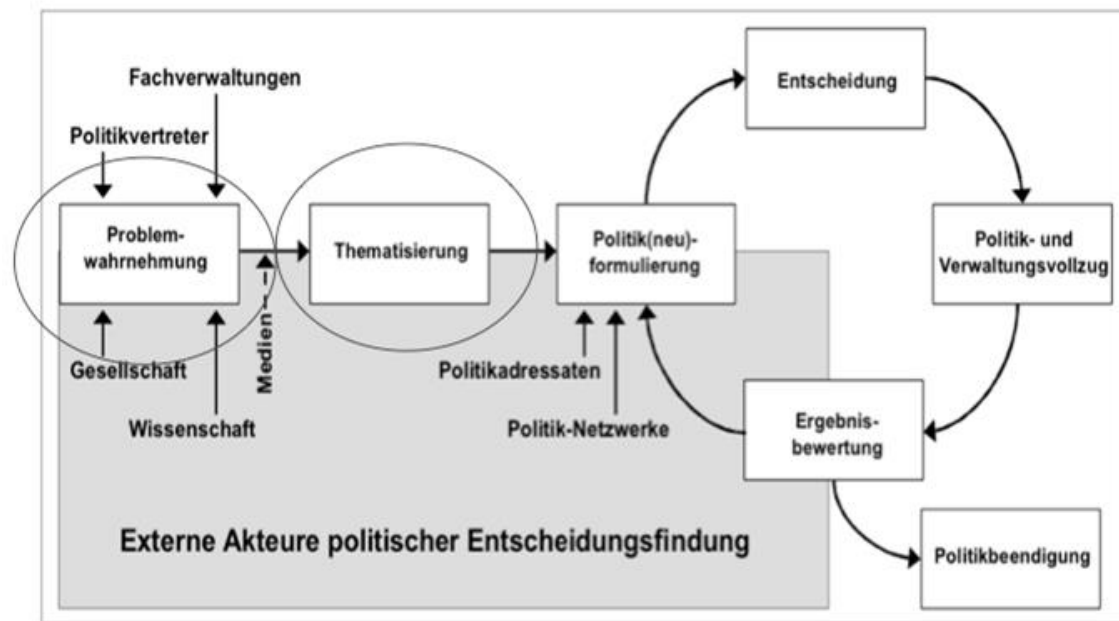 Fachverwaltungen
Politikvertreter
Problem-
wahrnehmung
Gesellschaft
Wissenschaft
Medien
Thematisierung
Politik(neu)-
formulierung
Politikadressaten
Politik-Netzwerke
Entscheidung
Politik- und
Verwaltungsvollzug
Ergebnis-
bewertung
Politikbeendigung
Externe Akteure politischer Entscheidungsfindung